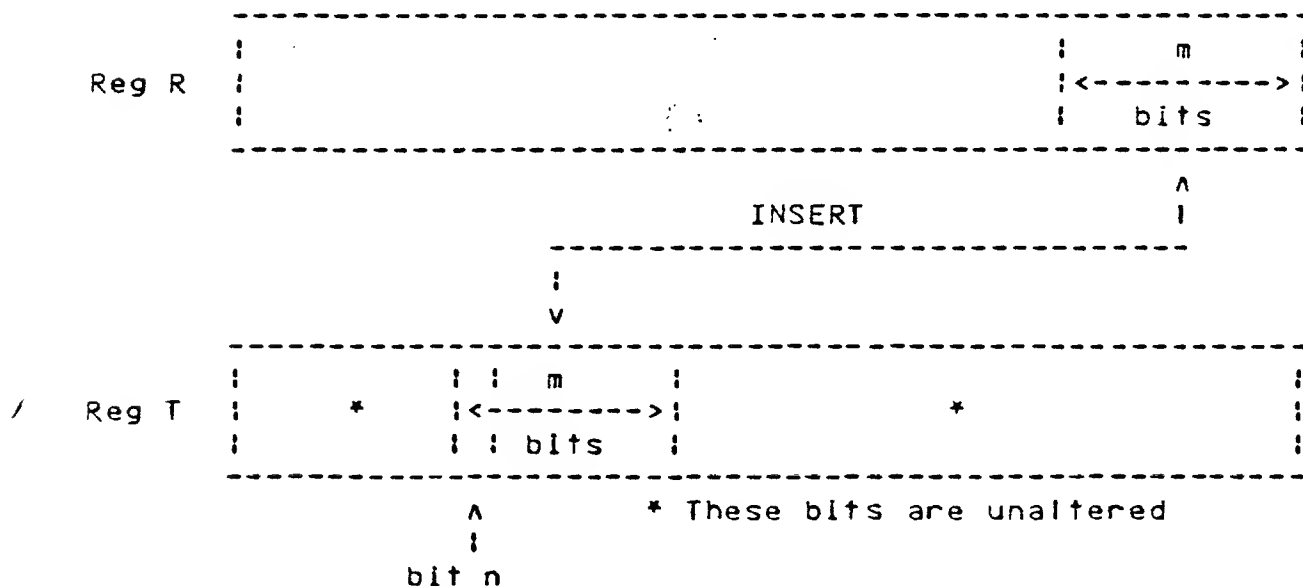 m
Reg R
bits
INSERT
m
Reg T * *
bits
* These bits are unaltered
bit n